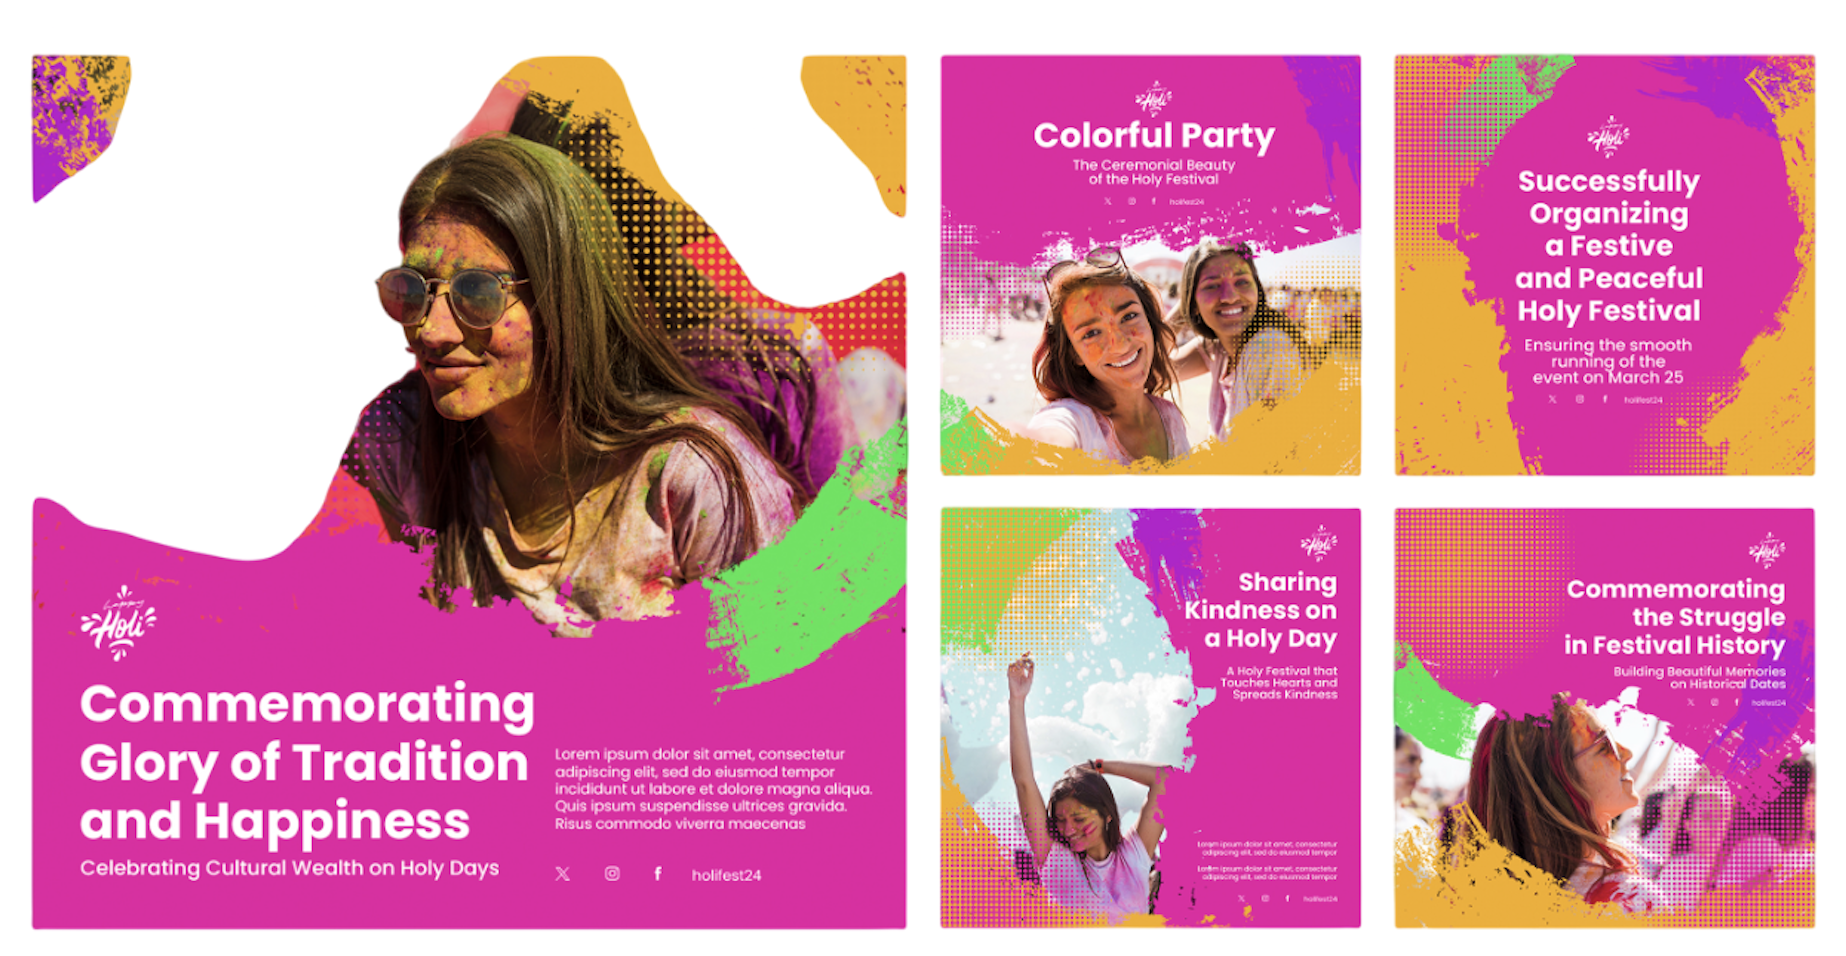 happy
Holi
Commemorating
Glory of Tradition
and Happiness
Celebrating Cultural Wealth on Holy Days
Lorem ipsum dolor sit amet, consectetur
adipiscing elit, sed do eiusmod tempor
incididunt ut labore et dolore magna aliqua.
Quis ipsum suspendisse ultrices gravida.
Risus commodo viverra maecenas
holifest24
Holi
Colorful Party
The Ceremonial Beauty
of the Holy Festival
holifest24
Holi
Successfully
Organizing
a Festive
and Peaceful
Holy Festival
Ensuring the smooth
running of the
event on March 25
holifest24
Holi
Sharing
Kindness on
a Holy Day
A Holy Festival that
Touches Hearts and
Spreads Kindness
Lorem ipsum dolor sit amet, consectetur
adipiscing elit, sed do eiusmod tempor
Lorem ipsum dolor sit amet, consectetur
adipiscing elit, sed do eiusmod tempor
holifest24
Holi
Commemorating
the Struggle
in Festival History
Building Beautiful Memories
on Historical Dates
holifest24